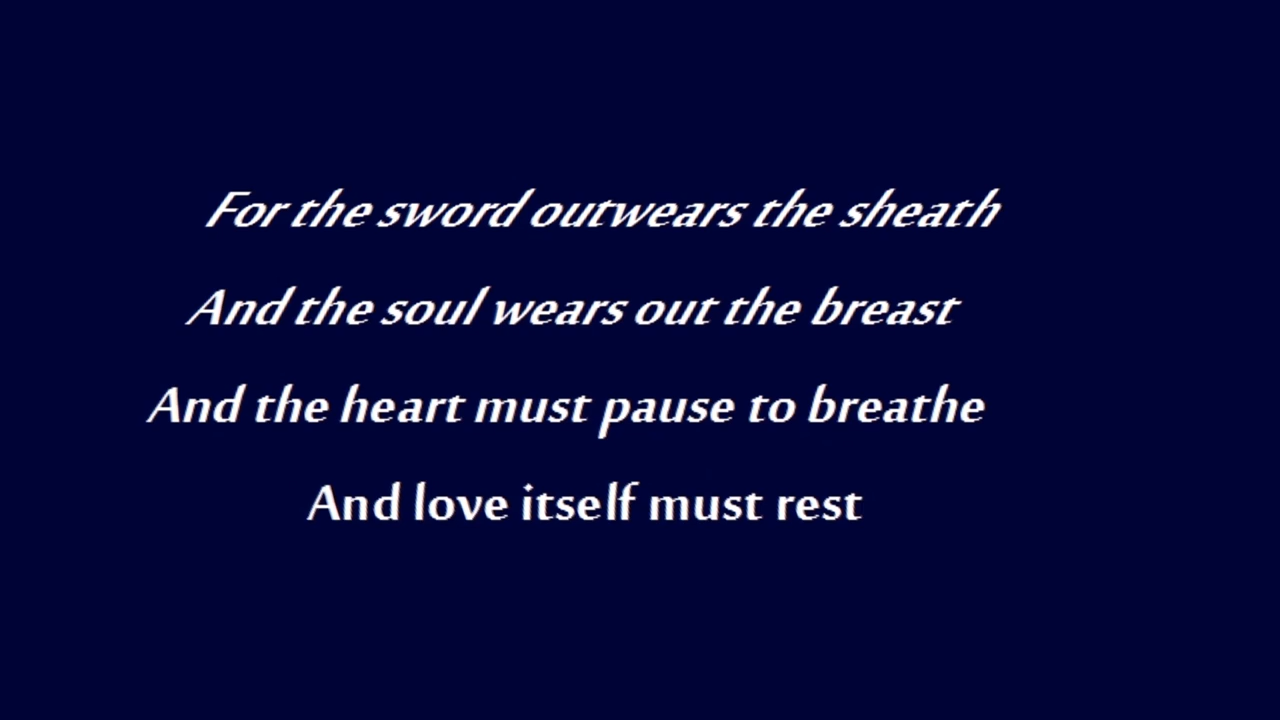 For the sword outwears the sheath
And the soul wears out the breast
And the heart must pause to breathe
And love itself must rest